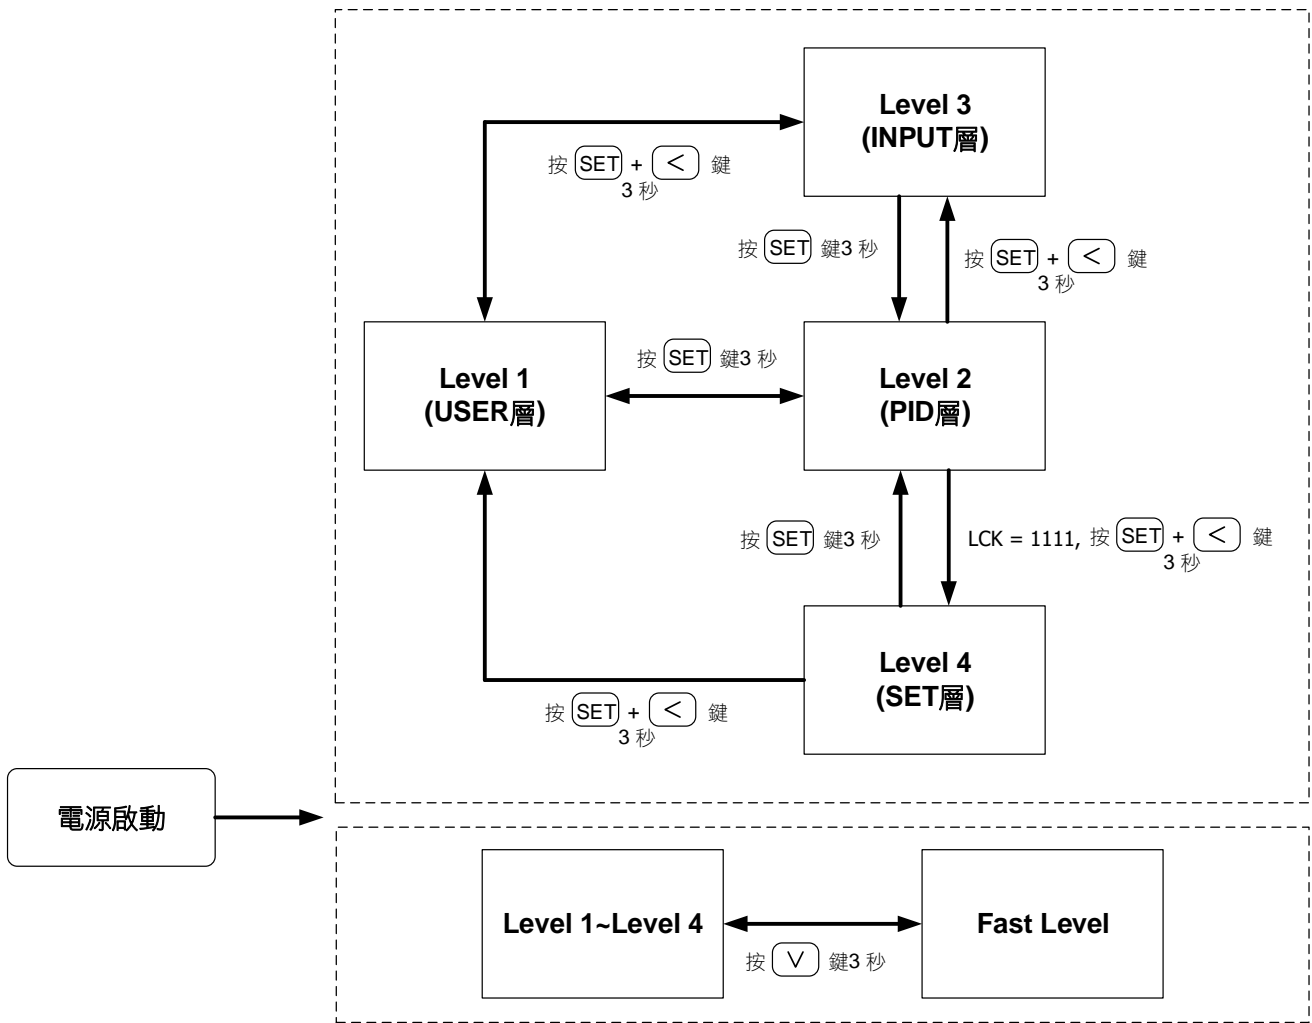 Level 3
(INPUT層)
按 SET + < 鍵
3 秒
按 SET 鍵3 秒
按 SET + < 鍵
3 秒
Level 1
(USER層)
按 SET 鍵3 秒
Level 2
(PID層)
按 SET 鍵3 秒
LCK = 1111, 按 SET + < 鍵
3 秒
Level 4
(SET層)
按 SET + < 鍵
3 秒
電源啟動
Level 1~Level 4
Fast Level
按 ∨ 鍵3 秒